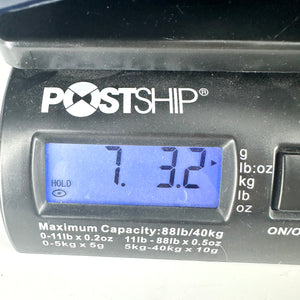 POSTSHIP®
7. 3.2
g
lb:oz
kg
lb
oz
HOLD
ON/O
Maximum Capacity:88lb/40kg
0-11lb x 0.2oz 11lb - 88lb x 0.5oz
0-5kg x 5g 5kg-40kg x 10g